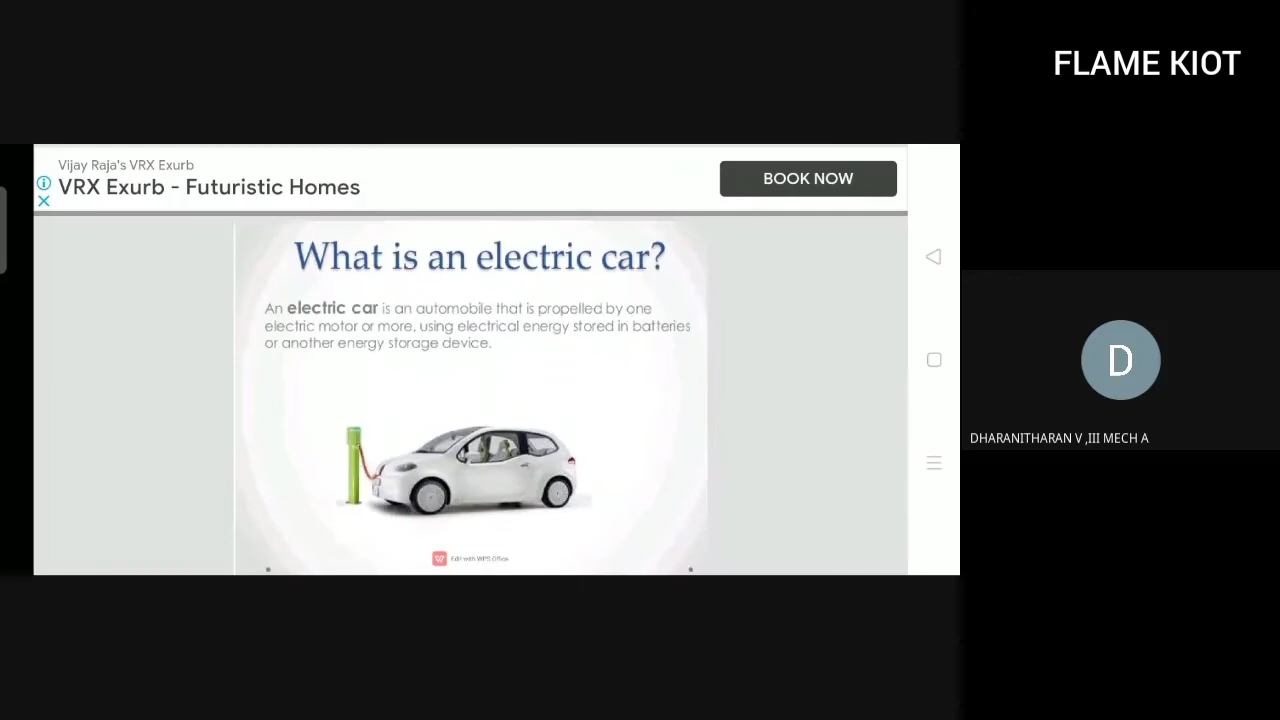 FLAME KIOT
Vijay Raja's VRX Exurb
VRX Exurb - Futuristic Homes
BOOK NOW
What is an electric car?
An electric car is an automobile that is propelled by one
electric motor or more, using electrical energy stored in batteries
or another energy storage device.
D
DHARANITHARAN V ,III MECH A
Edit with WPS Office